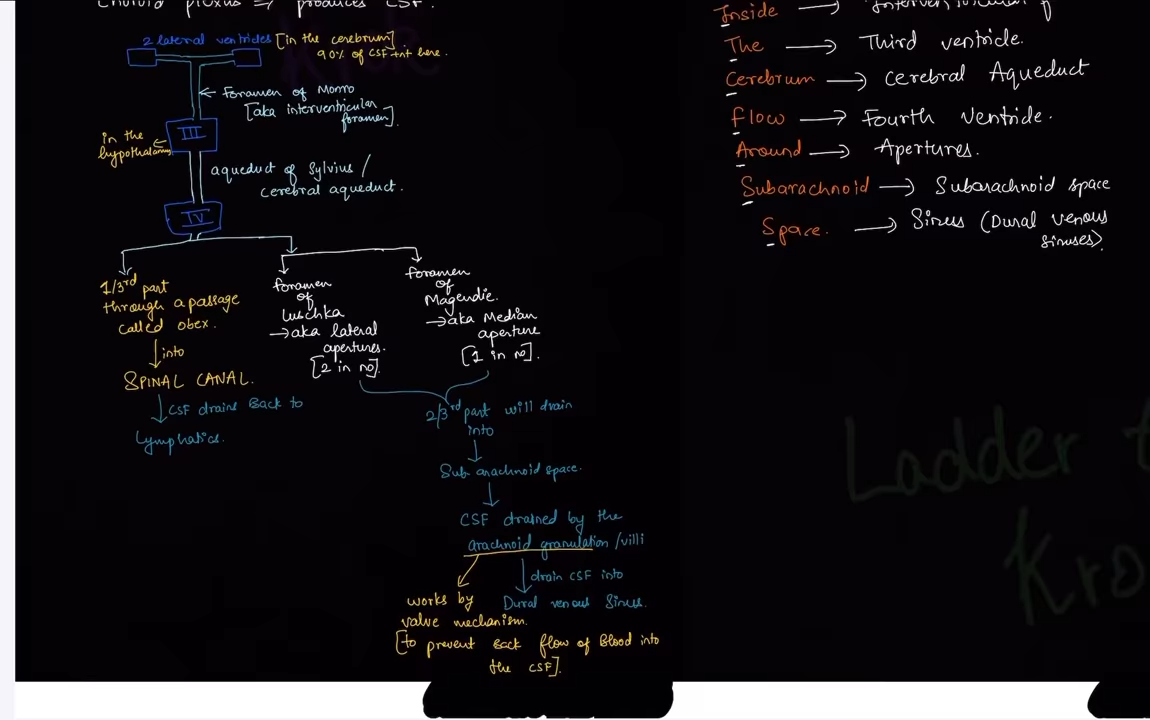 Choroid plexus ⇒ produces CSF.
2 lateral ventricles [in the cerebrum]
90% of CSF +nt here.
← Foramen of Monro
[aka interventricular
foramen].
III
in the
hypothalamus
aqueduct of Sylvius /
cerebral aqueduct.
IV
1/3rd part
through a passage
called obex.
↓ into
SPINAL CANAL.
↓ CSF drains Back to
Lymphatics.
foramen
of
Luschka
→ aka lateral
apertures.
[2 in no].
foramen
of
Magendie.
→ aka Median
aperture
[1 in no].
2/3rd part will drain
into
Sub arachnoid space.
CSF drained by the
arachnoid granulation /villi
drain CSF into
Dural venous Sinus.
works by
valve mechanism.
[to prevent Back flow of Blood into
the CSF].
Inside → Interventricular f
The → Third ventricle.
Cerebrum → Cerebral Aqueduct
flow → Fourth Ventricle.
Around → Apertures.
Subarachnoid → Subarachnoid space
Space. → Sinuss (Dural venous
sinuses).
Ladder t
Kro